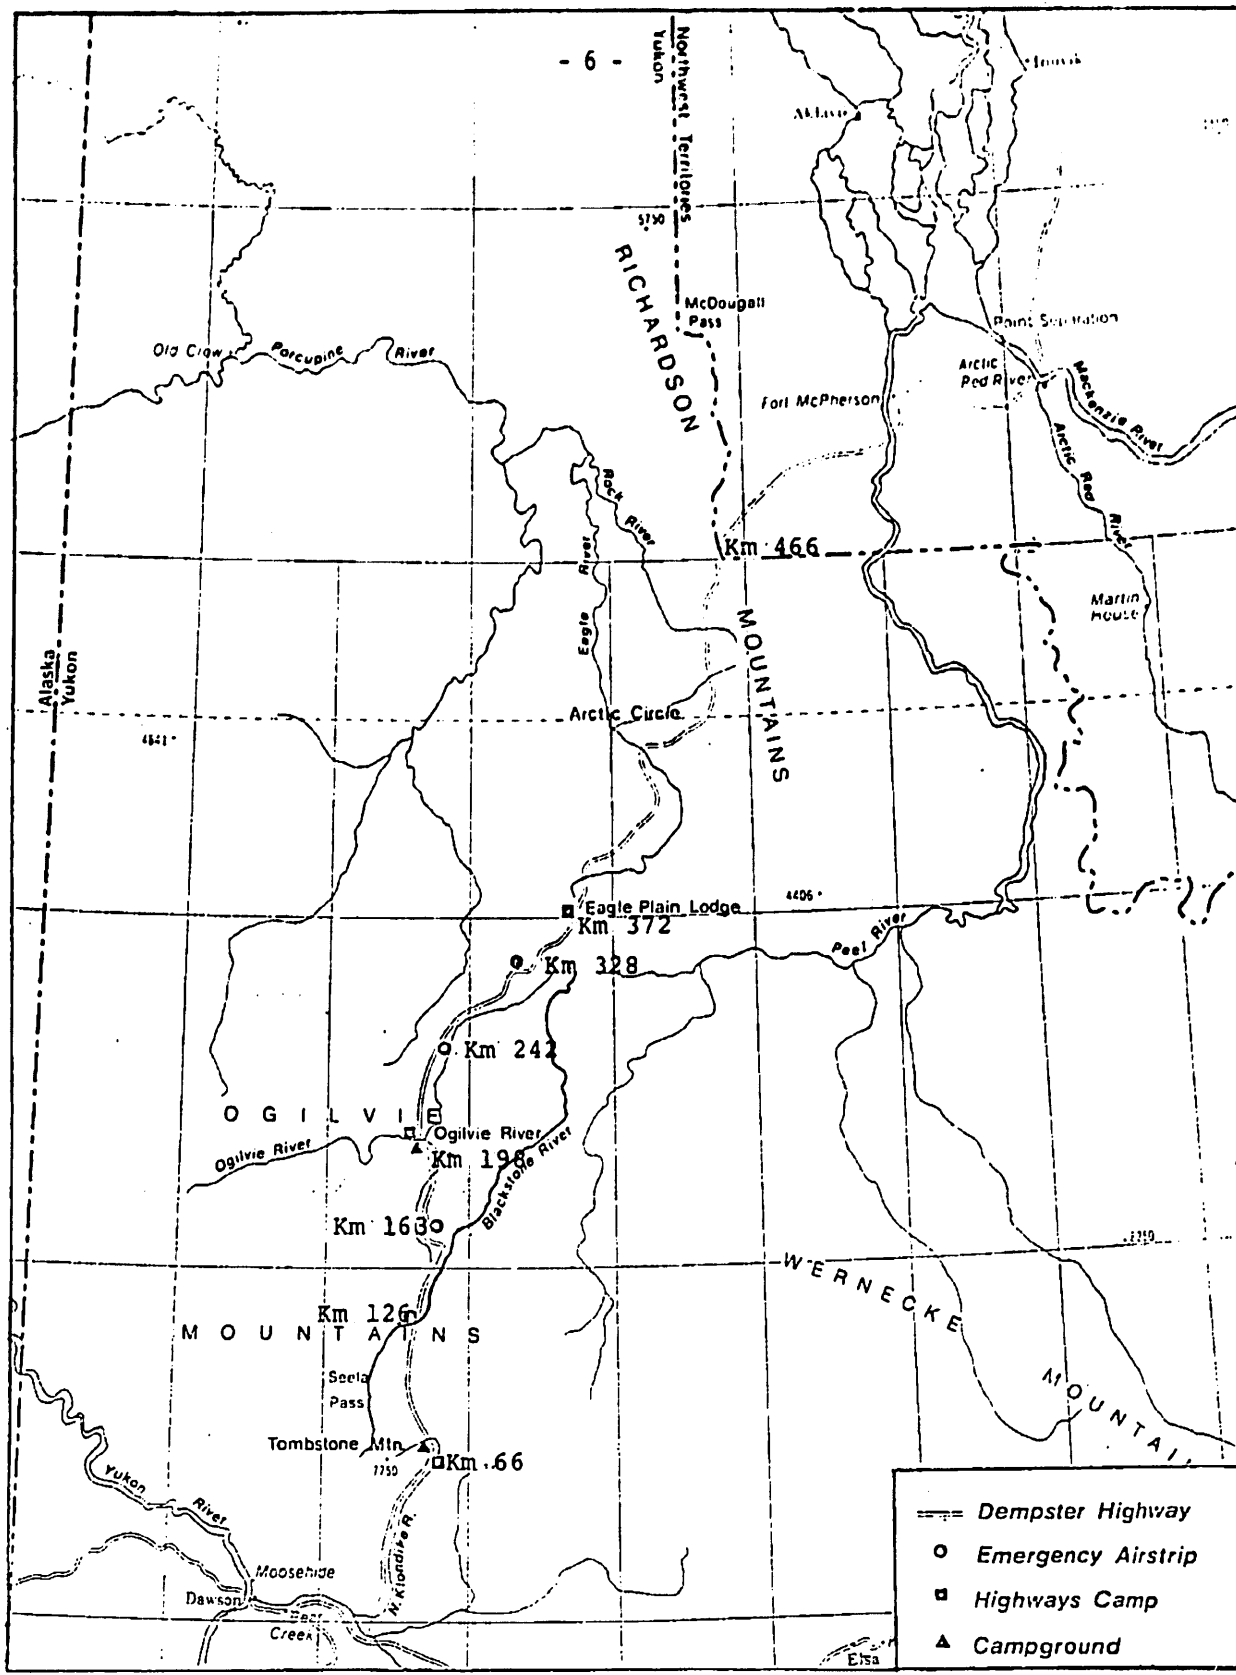 - 6 -
Northwest Territories
Yukon
Inuvik
Aklavik
5750
RICHARDSON
McDougall
Pass
Point Separation
Old Crow
Porcupine River
Arctic
Red River
Mackenzie River
Fort McPherson
Arctic Red River
Rock River
Eagle River
Km 466
Martin
House
MOUNTAINS
Alaska
Yukon
Arctic Circle
4841
4406
Eagle Plain Lodge
Km 372
Peel River
Km 328
Km 242
OGILVIE
Ogilvie River
Ogilvie River
Km 198
Blackstone River
Km 163
WERNECKE
Km 126
MOUNTAINS
Seela
Pass
MOUNTAI
Tombstone Mtn.
7750
Km 66
Yukon River
N. Klondike R.
Moosehide
Dawson
Bear
Creek
Elsa
Dempster Highway
Emergency Airstrip
Highways Camp
Campground